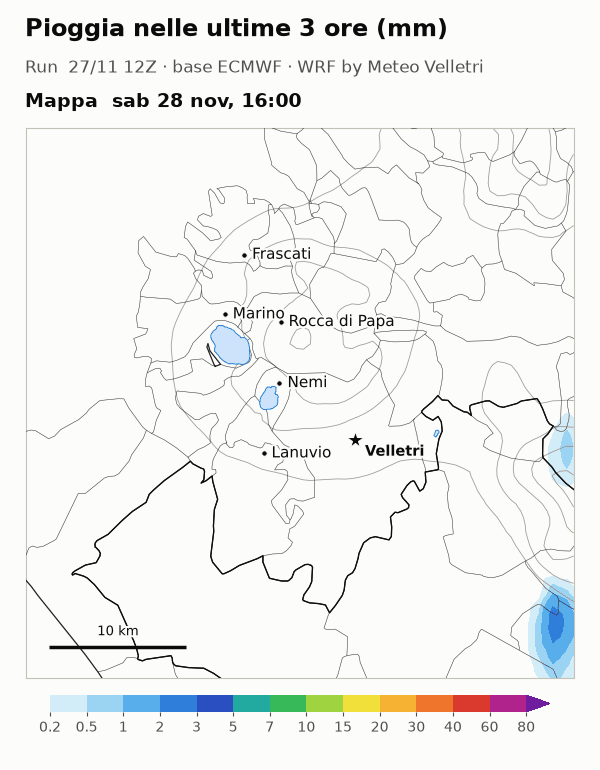 Pioggia nelle ultime 3 ore (mm)
Run  27/11 12Z · base ECMWF · WRF by Meteo Velletri
Mappa  sab 28 nov, 16:00
Frascati
Marino
Rocca di Papa
Nemi
Velletri
Lanuvio
10 km
0.2 0.5 1 2 3 5 7 10 15 20 30 40 60 80